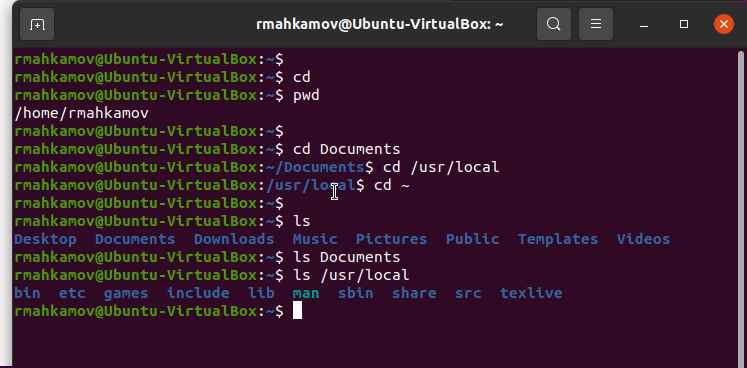 rmahkamov@Ubuntu-VirtualBox: ~
rmahkamov@Ubuntu-VirtualBox:~$
rmahkamov@Ubuntu-VirtualBox:~$ cd
rmahkamov@Ubuntu-VirtualBox:~$ pwd
/home/rmahkamov
rmahkamov@Ubuntu-VirtualBox:~$
rmahkamov@Ubuntu-VirtualBox:~$ cd Documents
rmahkamov@Ubuntu-VirtualBox:~/Documents$ cd /usr/local
rmahkamov@Ubuntu-VirtualBox:/usr/local$ cd ~
rmahkamov@Ubuntu-VirtualBox:~$
rmahkamov@Ubuntu-VirtualBox:~$ ls
Desktop  Documents  Downloads  Music  Pictures  Public  Templates  Videos
rmahkamov@Ubuntu-VirtualBox:~$ ls Documents
rmahkamov@Ubuntu-VirtualBox:~$ ls /usr/local
bin  etc  games  include  lib  man  sbin  share  src  texlive
rmahkamov@Ubuntu-VirtualBox:~$